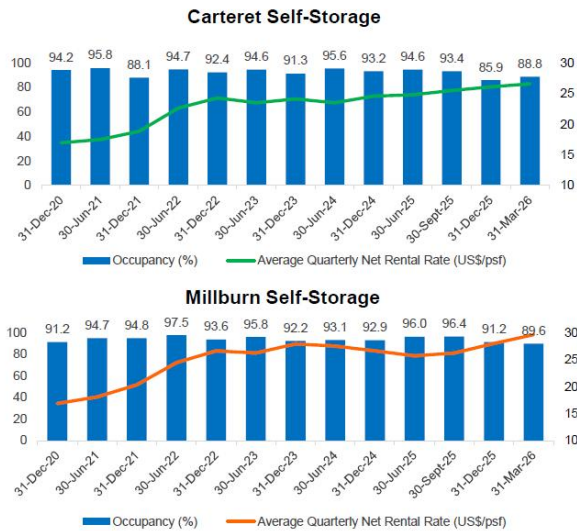 Carteret Self-Storage
94.2 95.8 88.1 94.7 92.4 94.6 91.3 95.6 93.2 94.6 93.4 85.9 88.8
100 30
80 25
60
20
40
20 15
0 10
31-Dec-20 30-Jun-21 31-Dec-21 30-Jun-22 31-Dec-22 30-Jun-23 31-Dec-23 30-Jun-24 31-Dec-24 30-Jun-25 30-Sept-25 31-Dec-25 31-Mar-26
Occupancy (%) Average Quarterly Net Rental Rate (US$/psf)
Millburn Self-Storage
91.2 94.7 94.8 97.5 93.6 95.8 92.2 93.1 92.9 96.0 96.4 91.2 89.6
100 30
80 25
60
20
40
20 15
0 10
31-Dec-20 30-Jun-21 31-Dec-21 30-Jun-22 31-Dec-22 30-Jun-23 31-Dec-23 30-Jun-24 31-Dec-24 30-Jun-25 30-Sept-25 31-Dec-25 31-Mar-26
Occupancy (%) Average Quarterly Net Rental Rate (US$/psf)